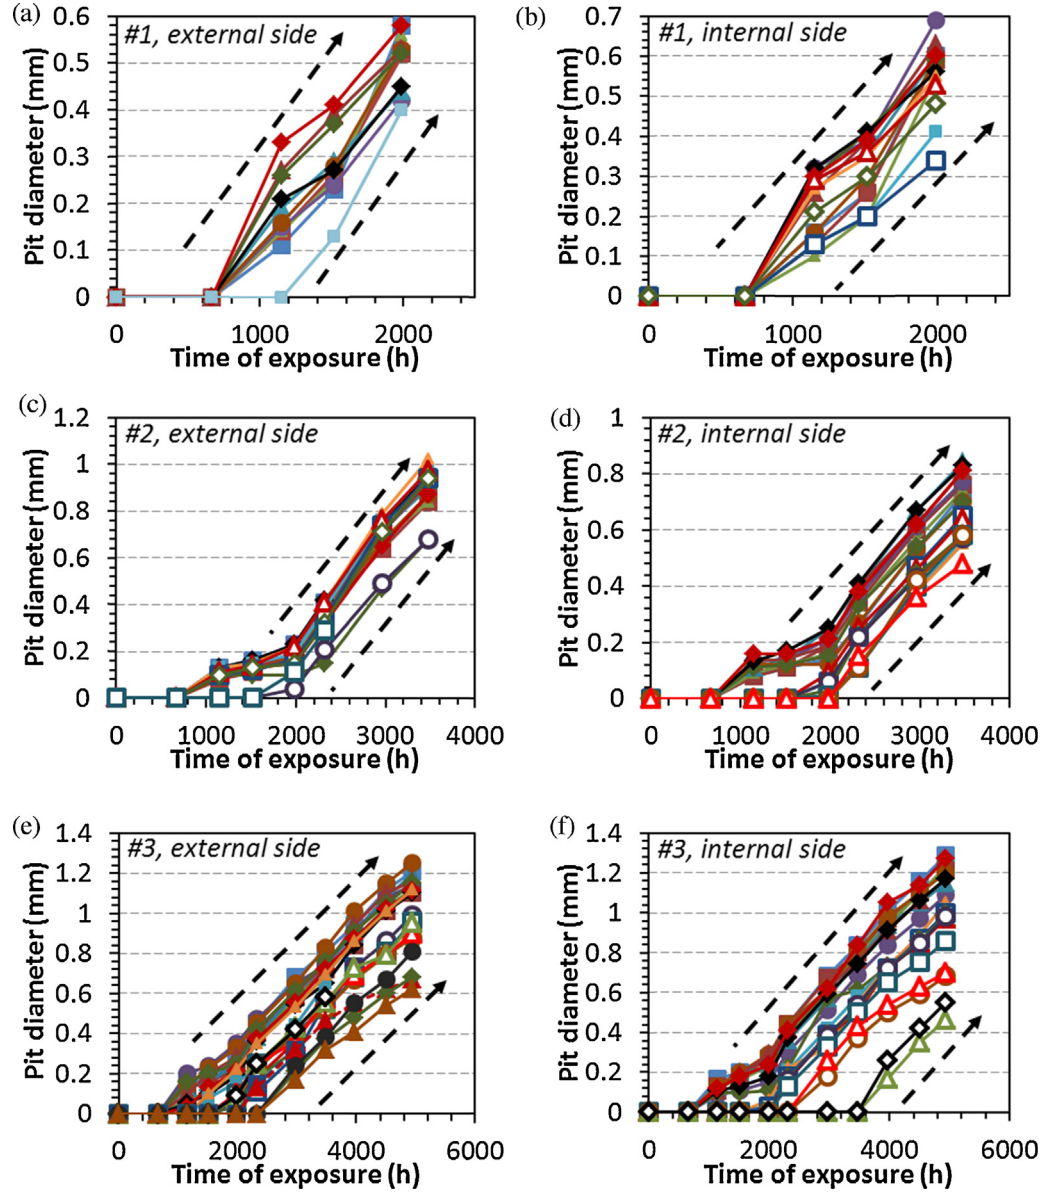 (a)
#1, external side
Pit diameter (mm)
0.6
0.5
0.4
0.3
0.2
0.1
0
0 1000 2000
Time of exposure (h)
(b)
#1, internal side
Pit diameter (mm)
0.7
0.6
0.5
0.4
0.3
0.2
0.1
0
0 1000 2000
Time of exposure (h)
(c)
#2, external side
Pit diameter (mm)
1.2
1
0.8
0.6
0.4
0.2
0
0 1000 2000 3000 4000
Time of exposure (h)
(d)
#2, internal side
Pit diameter (mm)
1
0.8
0.6
0.4
0.2
0
0 1000 2000 3000 4000
Time of exposure (h)
(e)
#3, external side
Pit diameter (mm)
1.4
1.2
1
0.8
0.6
0.4
0.2
0
0 2000 4000 6000
Time of exposure (h)
(f)
#3, internal side
Pit diameter (mm)
1.4
1.2
1
0.8
0.6
0.4
0.2
0
0 2000 4000 6000
Time of exposure (h)